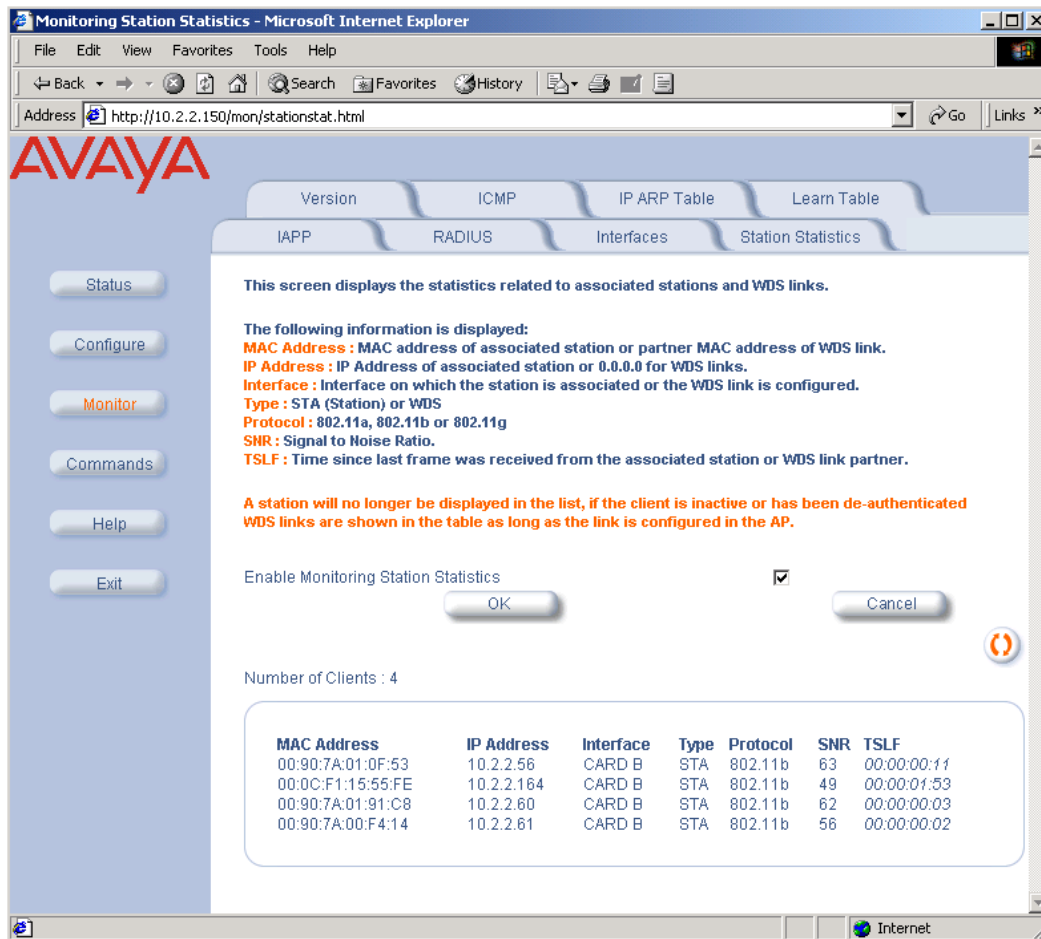 Monitoring Station Statistics - Microsoft Internet Explorer
File Edit View Favorites Tools Help
Back Search Favorites History
Address http://10.2.2.150/mon/stationstat.html Go Links »
AVAYA
Version ICMP IP ARP Table Learn Table
IAPP RADIUS Interfaces Station Statistics
Status
Configure
Monitor
Commands
Help
Exit
This screen displays the statistics related to associated stations and WDS links.
The following information is displayed:
MAC Address : MAC address of associated station or partner MAC address of WDS link.
IP Address : IP Address of associated station or 0.0.0.0 for WDS links.
Interface : Interface on which the station is associated or the WDS link is configured.
Type : STA (Station) or WDS
Protocol : 802.11a, 802.11b or 802.11g
SNR : Signal to Noise Ratio.
TSLF : Time since last frame was received from the associated station or WDS link partner.
A station will no longer be displayed in the list, if the client is inactive or has been de-authenticated
WDS links are shown in the table as long as the link is configured in the AP.
Enable Monitoring Station Statistics
OK Cancel
Number of Clients : 4
MAC Address IP Address Interface Type Protocol SNR TSLF
00:90:7A:01:0F:53 10.2.2.56 CARD B STA 802.11b 63 00:00:00:11
00:0C:F1:15:55:FE 10.2.2.164 CARD B STA 802.11b 49 00:00:01:53
00:90:7A:01:91:C8 10.2.2.60 CARD B STA 802.11b 62 00:00:00:03
00:90:7A:00:F4:14 10.2.2.61 CARD B STA 802.11b 56 00:00:00:02
Internet